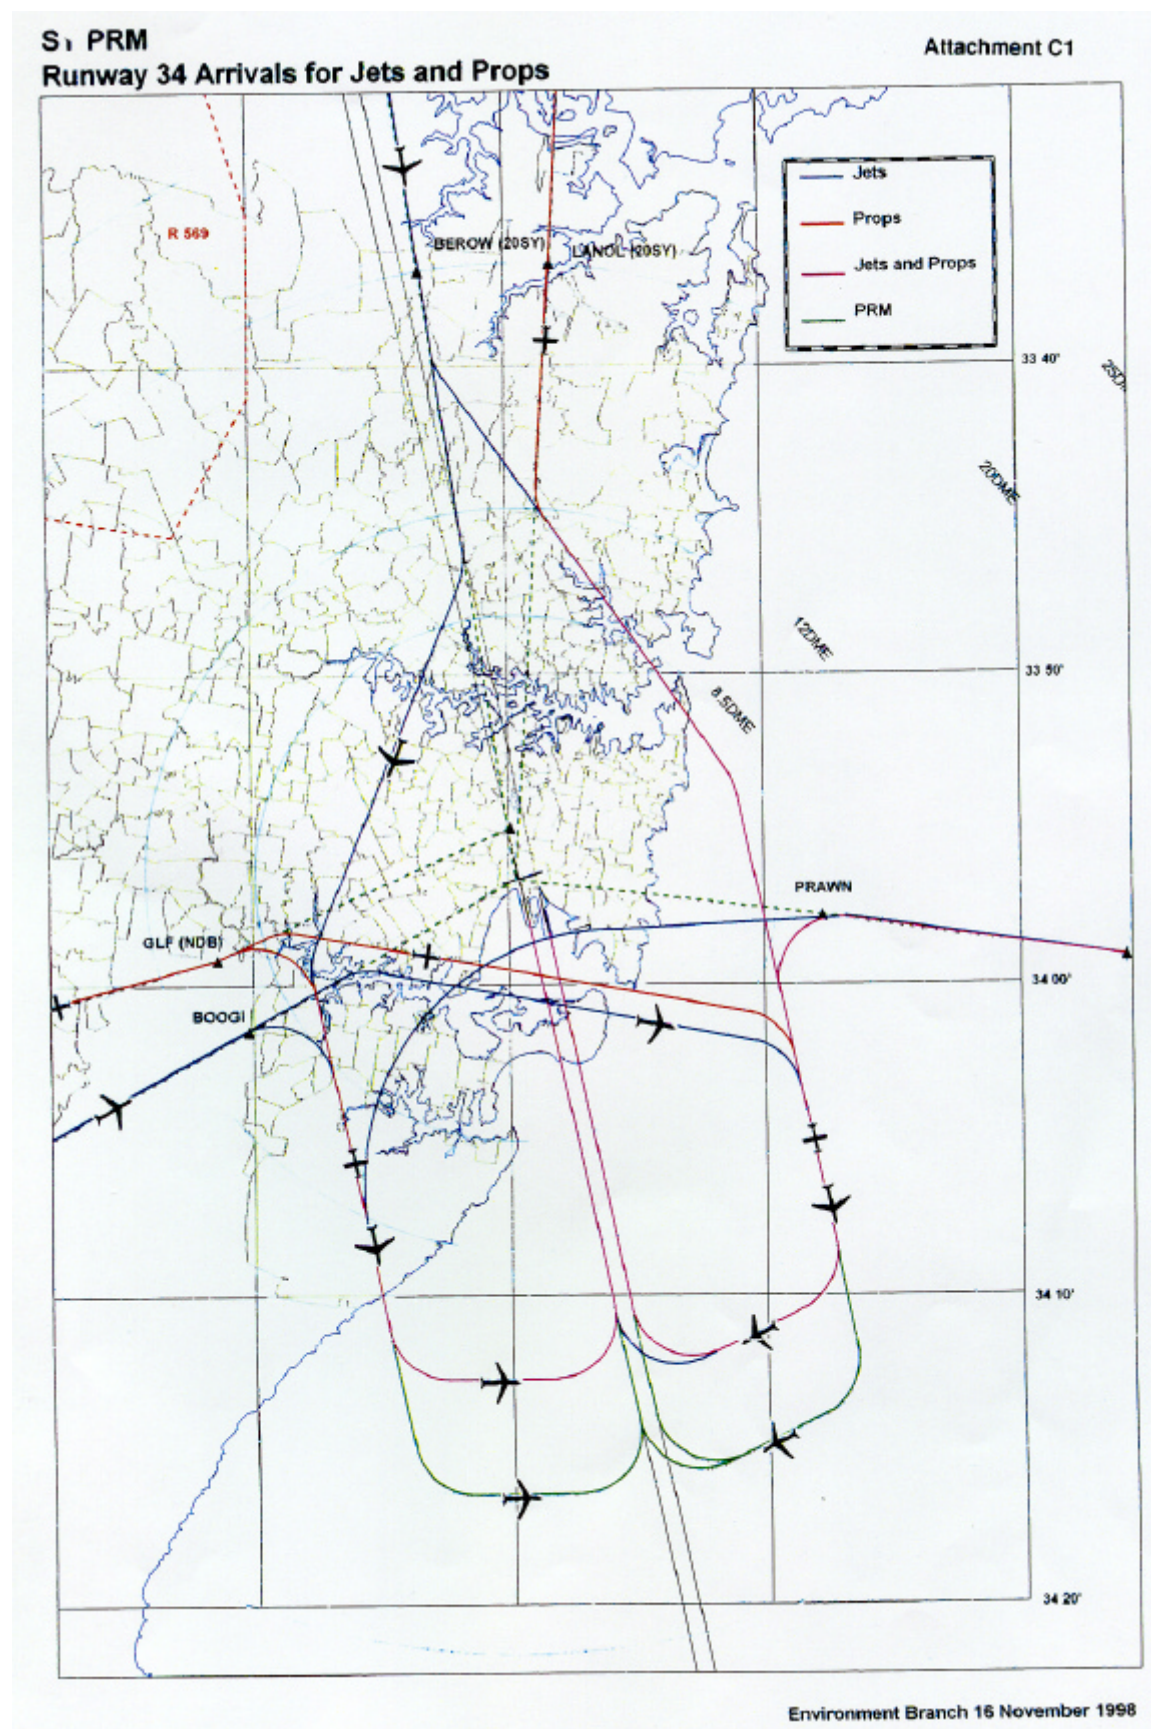 PRM
Attachment C1
Runway 34 Arrivals for Jets and Props
Jets
Props
Jets and Props
PRM
R 569
BEROW (20SY)
LANOL (20SY)
33 40'
20DME
12DME
33 50'
8.5DME
PRAWN
GLF (NDB)
34 00'
BOOGI
34 10'
34 20'
Environment Branch 16 November 1998